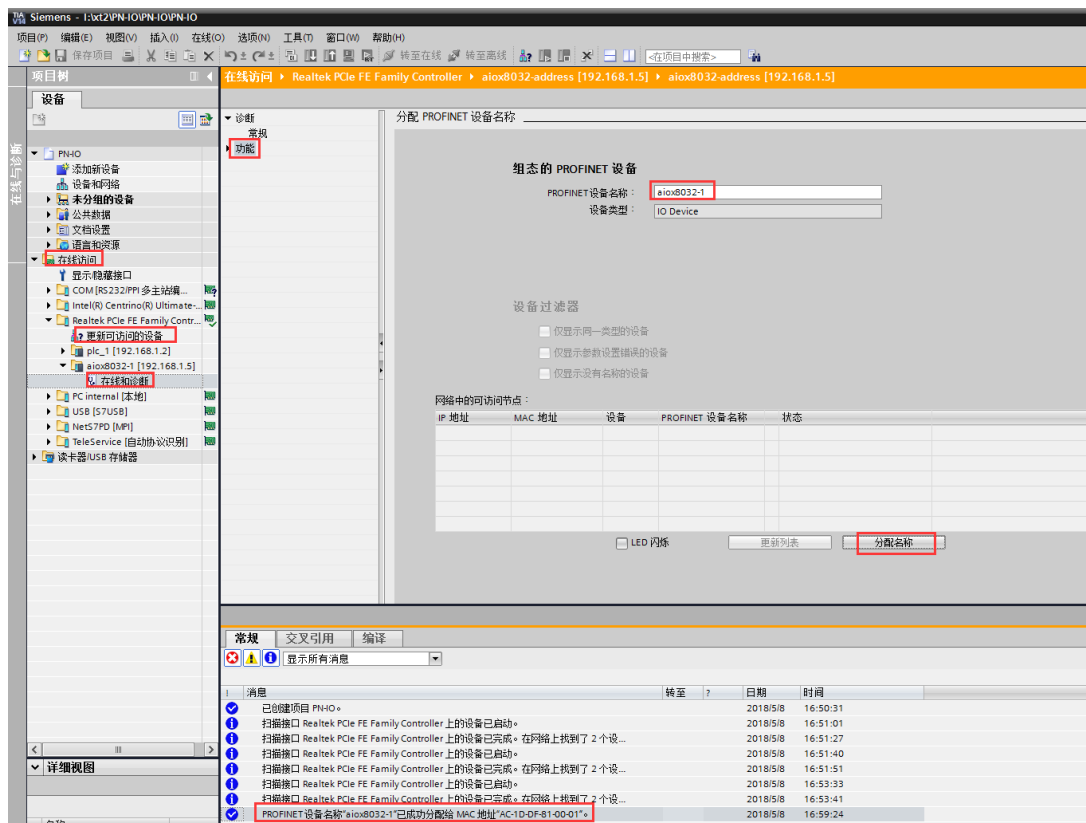 Siemens - I:\xt2\PN-IO\PN-IO\PN-IO
项目(P) 编辑(E) 视图(V) 插入(I) 在线(O) 选项(N) 工具(T) 窗口(W) 帮助(H)
保存项目 转至在线 转至离线 <在项目中搜索>
项目树
在线访问 Realtek PCIe FE Family Controller aiox8032-address [192.168.1.5] aiox8032-address [192.168.1.5]
设备
在线与诊断
PN-IO
添加新设备
设备和网络
未分组的设备
公共数据
文档设置
语言和资源
在线访问
显示/隐藏接口
COM [RS232/PPI 多主站编...
Intel(R) Centrino(R) Ultimate-...
Realtek PCIe FE Family Contr...
更新可访问的设备
plc_1 [192.168.1.2]
aiox8032-1 [192.168.1.5]
在线和诊断
PC internal [本地]
USB [S7USB]
NetS7PD [MPI]
TeleService [自动协议识别]
读卡器/USB 存储器
详细视图
名称
诊断
常规
功能
分配 PROFINET 设备名称
组态的 PROFINET 设备
PROFINET设备名称： aiox8032-1
设备类型： IO Device
设备过滤器
仅显示同一类型的设备
仅显示参数设置错误的设备
仅显示没有名称的设备
网络中的可访问节点：
IP 地址 MAC 地址 设备 PROFINET 设备名称 状态
LED 闪烁 更新列表 分配名称
常规 交叉引用 编译
显示所有消息
! 消息 转至 ? 日期 时间
已创建项目 PN-IO。 2018/5/8 16:50:31
扫描接口 Realtek PCIe FE Family Controller 上的设备已启动。 2018/5/8 16:51:01
扫描接口 Realtek PCIe FE Family Controller 上的设备已完成。在网络上找到了 2 个设... 2018/5/8 16:51:27
扫描接口 Realtek PCIe FE Family Controller 上的设备已启动。 2018/5/8 16:51:40
扫描接口 Realtek PCIe FE Family Controller 上的设备已完成。在网络上找到了 2 个设... 2018/5/8 16:51:51
扫描接口 Realtek PCIe FE Family Controller 上的设备已启动。 2018/5/8 16:53:33
扫描接口 Realtek PCIe FE Family Controller 上的设备已完成。在网络上找到了 2 个设... 2018/5/8 16:53:41
PROFINET设备名称"aiox8032-1"已成功分配给 MAC 地址"AC-1D-DF-81-00-01"。 2018/5/8 16:59:24